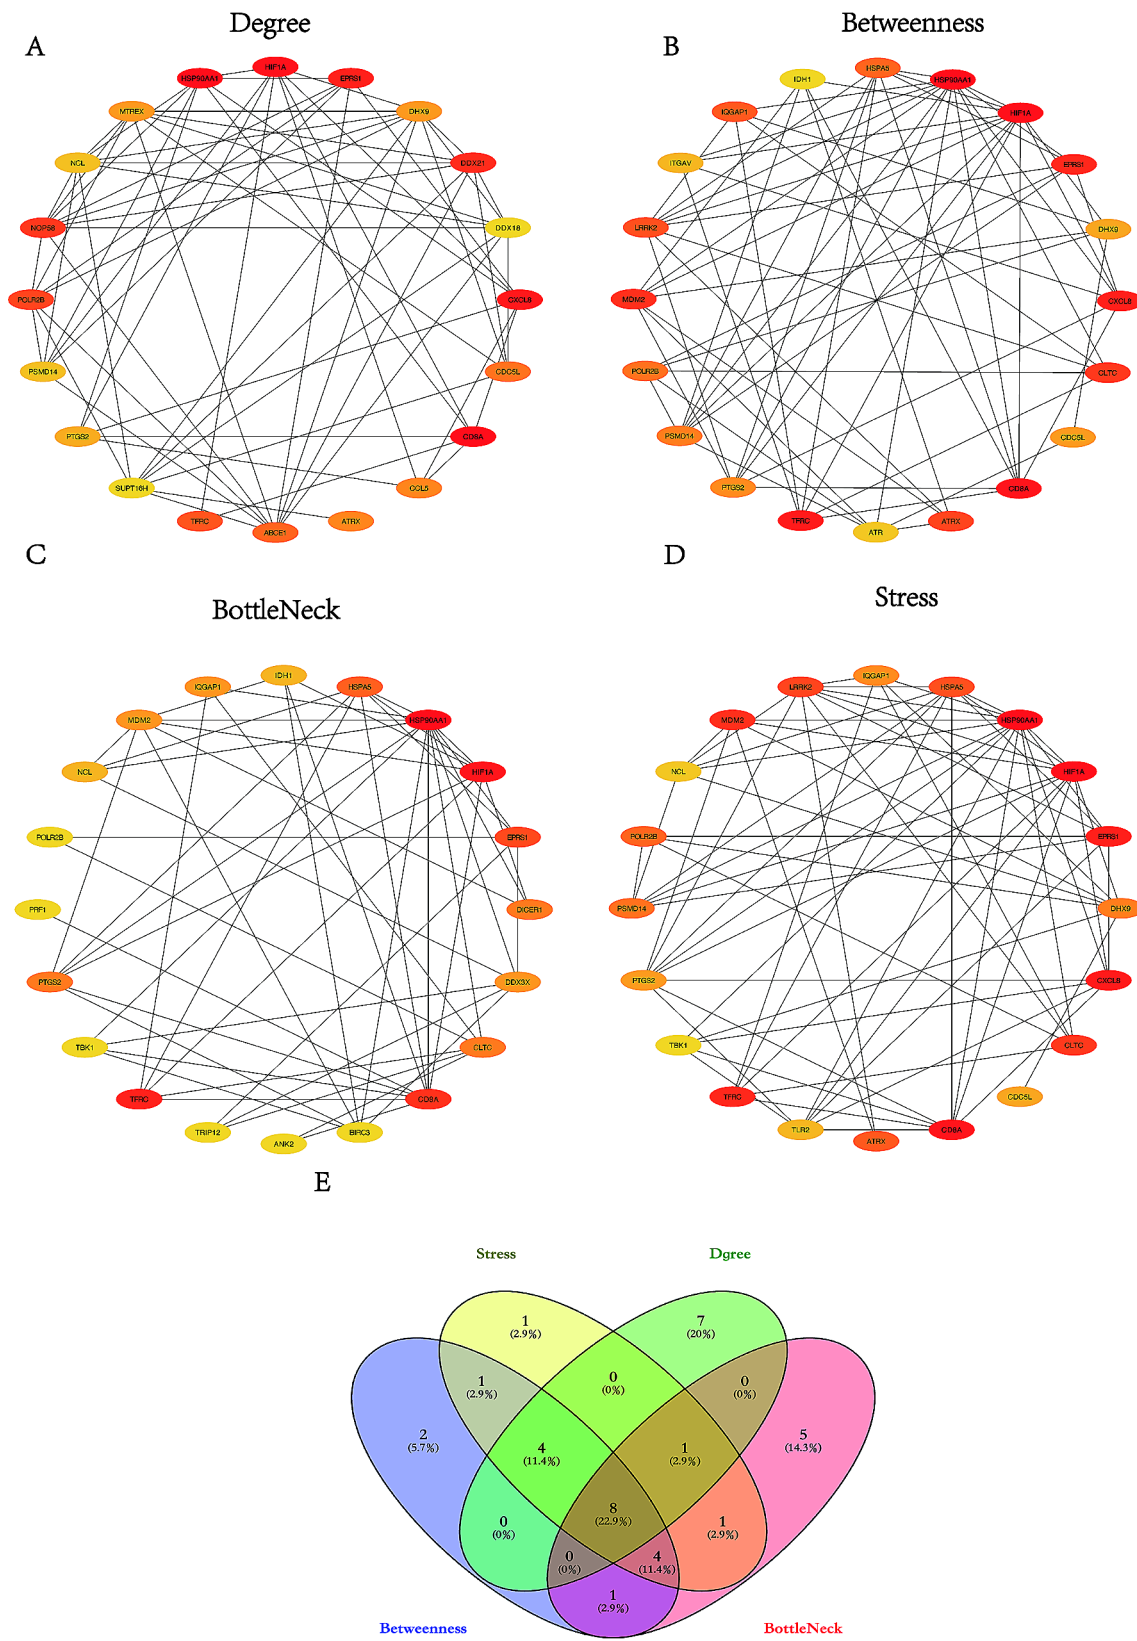 Degree
A
HIF1A
HSP90AA1
EPRS1
MTREX
DHX9
NCL
DDX21
NOP58
DDX18
POLR2B
CXCL8
PSMD14
CDC5L
PTGS2
CD8A
SUPT16H
CCL5
TFRC
ATRX
ABCE1
Betweenness
B
HSPA5
IDH1
HSP90AA1
IQGAP1
HIF1A
ITGAV
EPRS1
LRRK2
DHX9
MDM2
CXCL8
POLR2B
CLTC
PSMD14
CDC5L
PTGS2
CD8A
TFRC
ATRX
ATR
C
BottleNeck
IDH1
IQGAP1
HSPA5
MDM2
HSP90AA1
NCL
HIF1A
POLR2B
EPRS1
PRF1
DICER1
PTGS2
DDX3X
TBK1
CLTC
TFRC
CD8A
TRIP12
BIRC3
ANK2
D
Stress
IQGAP1
LRRK2
HSPA5
MDM2
HSP90AA1
NCL
HIF1A
POLR2B
EPRS1
PSMD14
DHX9
PTGS2
CXCL8
TBK1
CLTC
TFRC
CDC5L
TLR2
CD8A
ATRX
E
Stress
Dgree
1
(2.9%)
7
(20%)
1
(2.9%)
0
(0%)
0
(0%)
2
(5.7%)
4
(11.4%)
1
(2.9%)
5
(14.3%)
0
(0%)
8
(22.9%)
1
(2.9%)
0
(0%)
4
(11.4%)
1
(2.9%)
Betweenness
BottleNeck